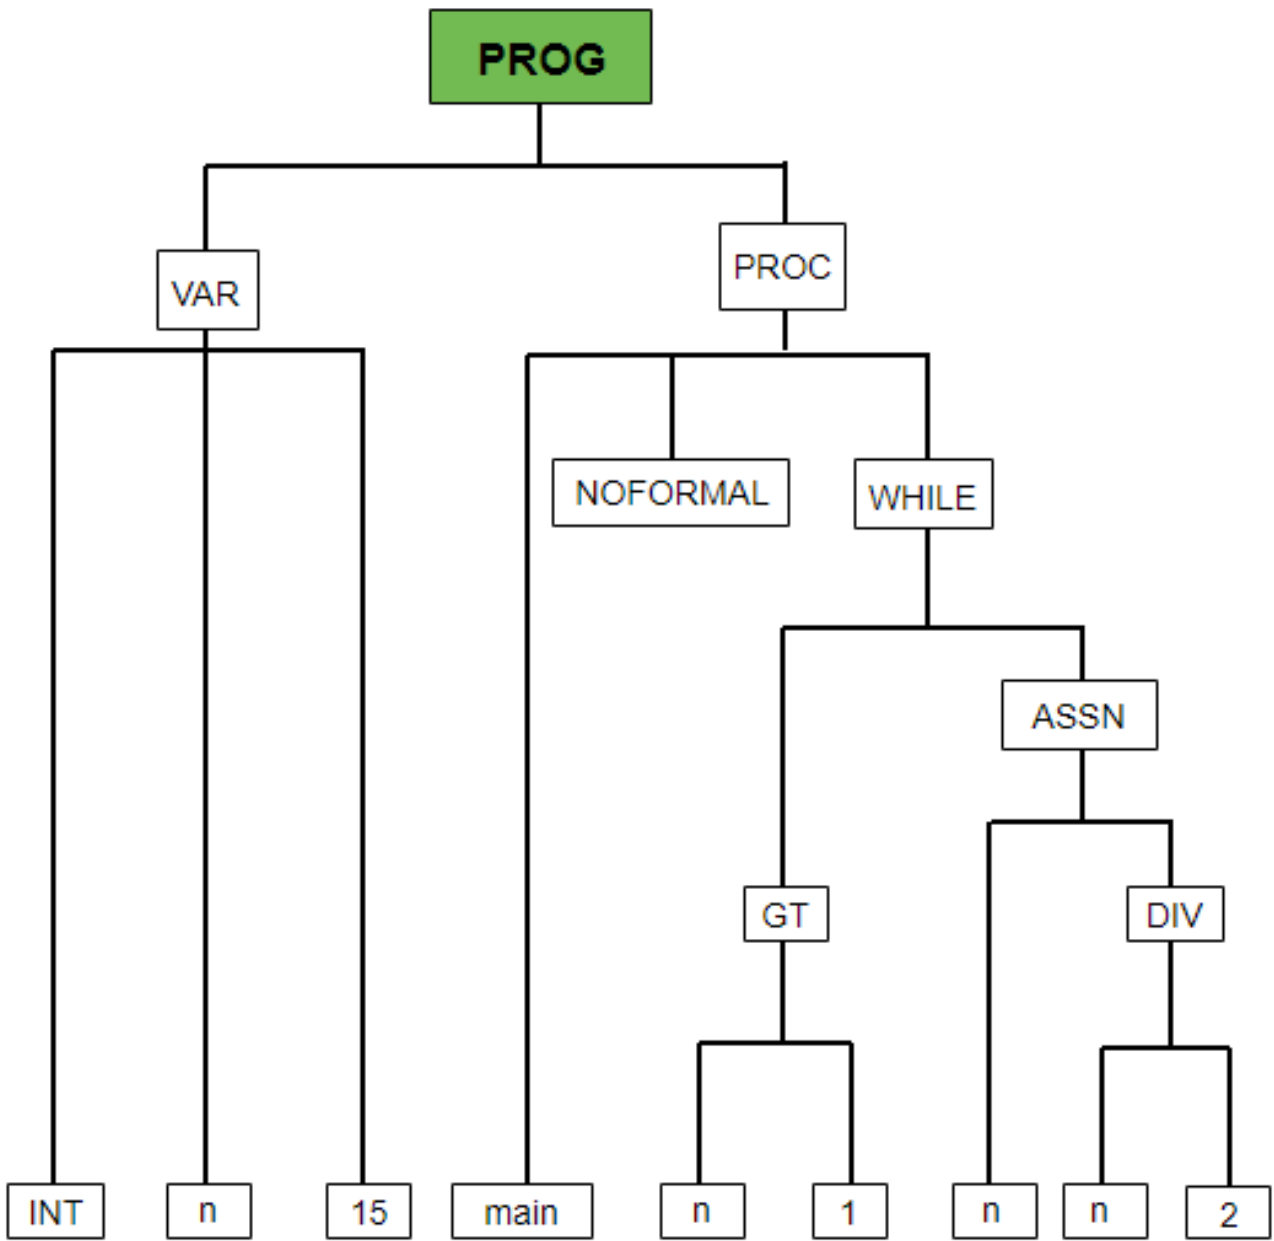 PROG
VAR
PROC
NOFORMAL
WHILE
ASSN
GT
DIV
INT
n
15
main
n
1
n
n
2